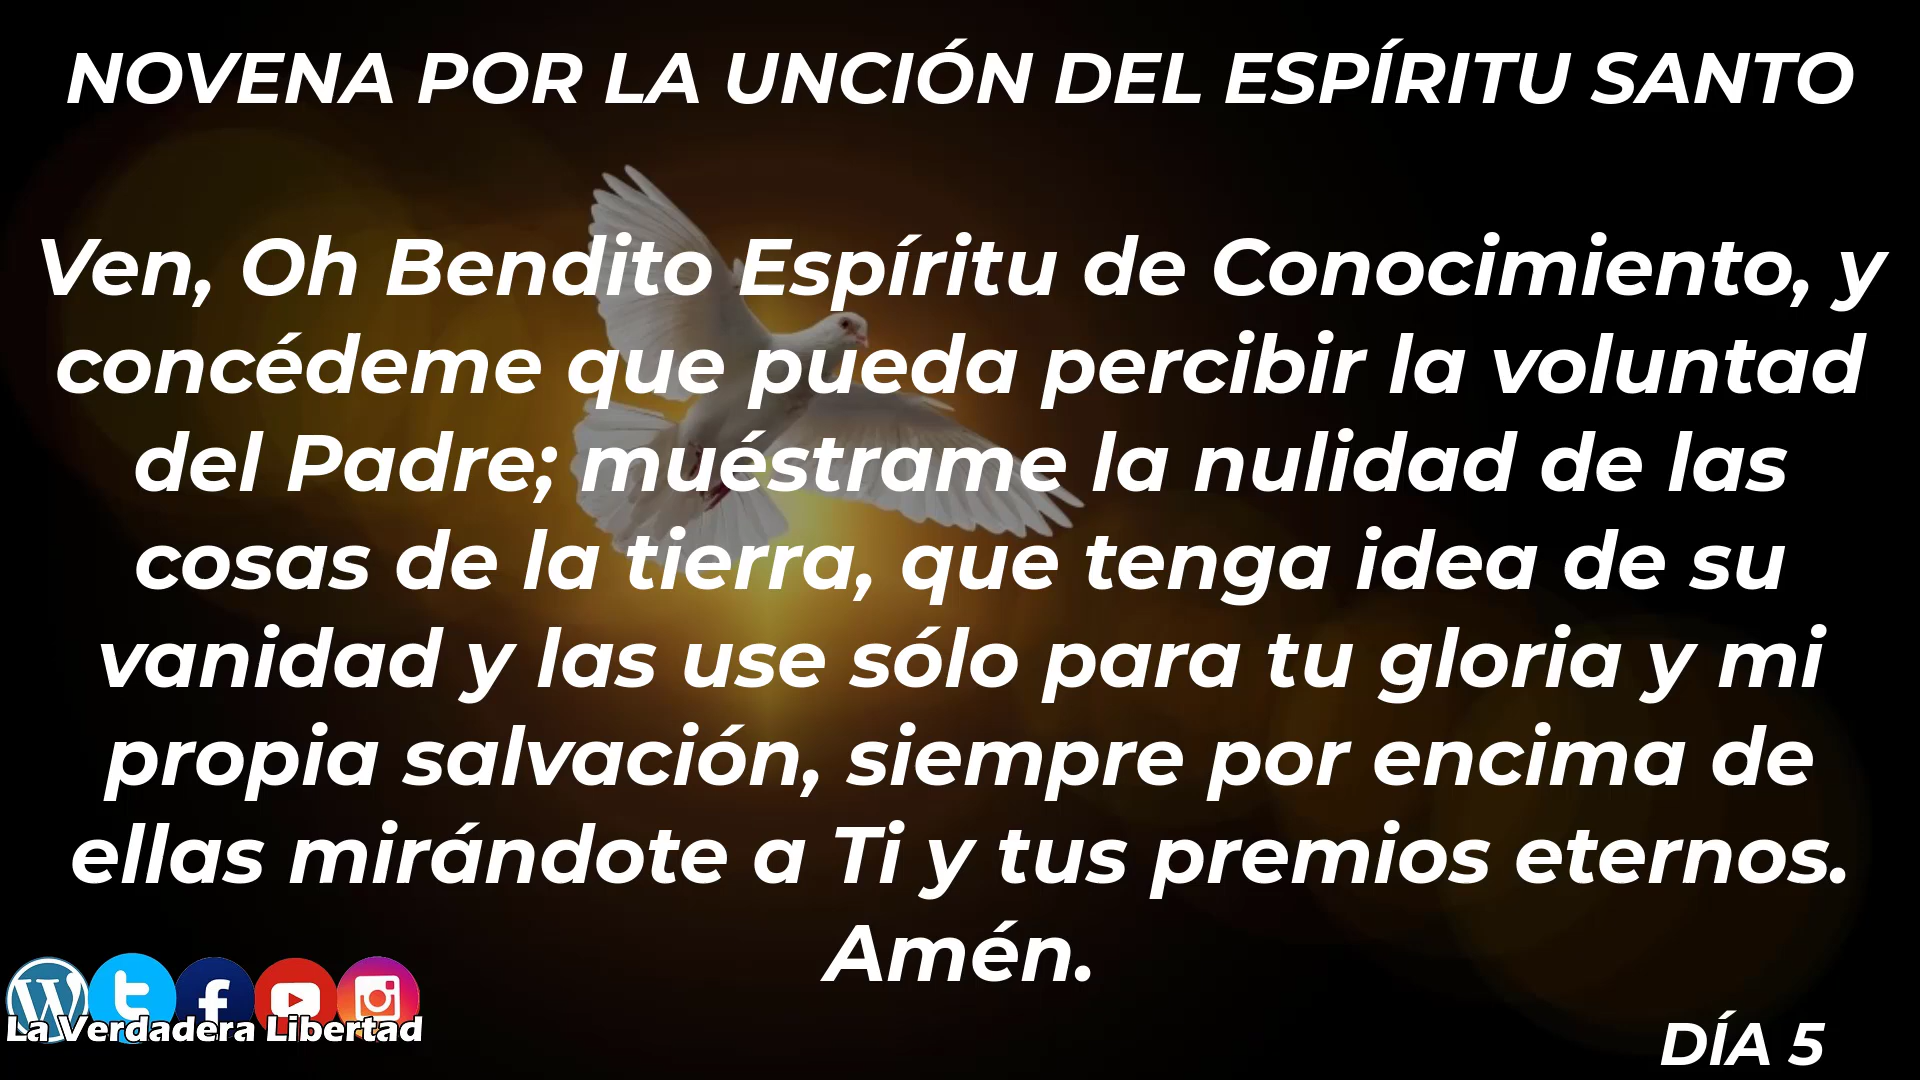 NOVENA POR LA UNCIÓN DEL ESPÍRITU SANTO
Ven, Oh Bendito Espíritu de Conocimiento, y
concédeme que pueda percibir la voluntad
del Padre; muéstrame la nulidad de las
cosas de la tierra, que tenga idea de su
vanidad y las use sólo para tu gloria y mi
propia salvación, siempre por encima de
ellas mirándote a Ti y tus premios eternos.
Amén.
La Verdadera Libertad
DÍA 5